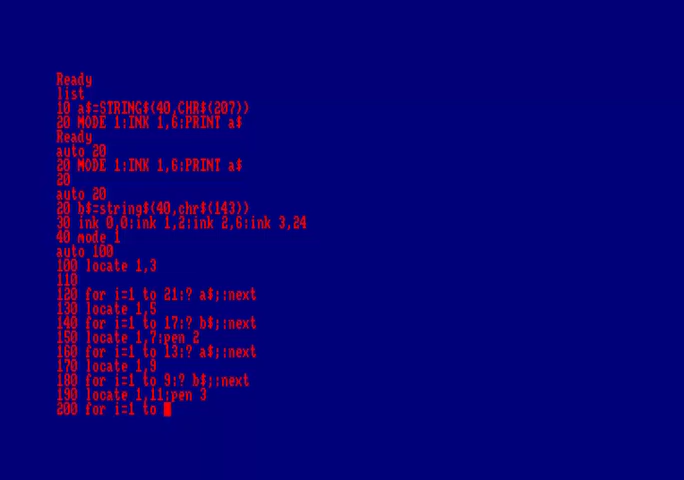 Ready
list
10 a$=STRING$(40,CHR$(207))
20 MODE 1:INK 1,6:PRINT a$
Ready
auto 20
20 MODE 1:INK 1,6:PRINT a$
20
auto 20
20 b$=string$(40,chr$(143))
30 ink 0,0:ink 1,2:ink 2,6:ink 3,24
40 mode 1
auto 100
100 locate 1,3
110
120 for i=1 to 21:? a$;:next
130 locate 1,5
140 for i=1 to 17:? b$;:next
150 locate 1,7:pen 2
160 for i=1 to 13:? a$;:next
170 locate 1,9
180 for i=1 to 9:? b$;:next
190 locate 1,11:pen 3
200 for i=1 to